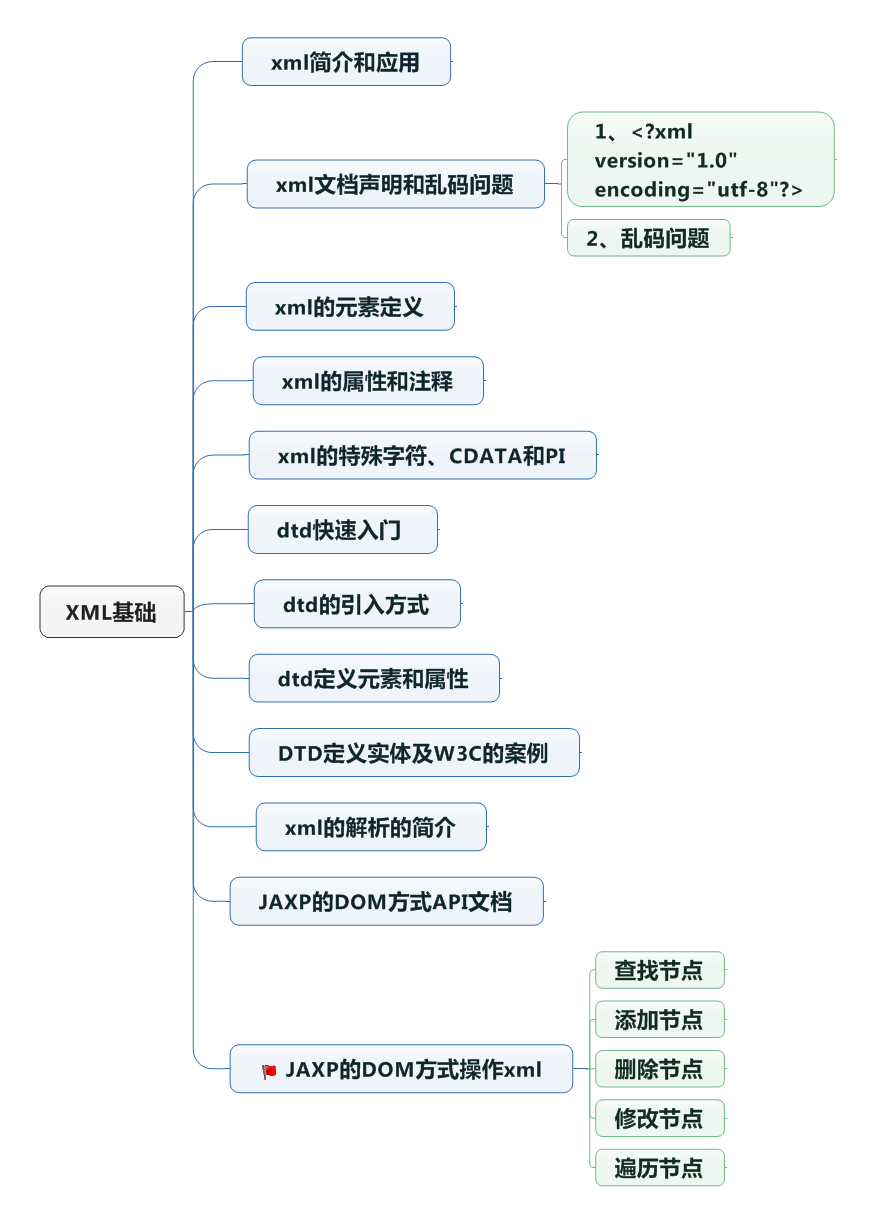 xml简介和应用
xml文档声明和乱码问题
1、<?xml
version="1.0"
encoding="utf-8"?>
2、乱码问题
xml的元素定义
xml的属性和注释
xml的特殊字符、CDATA和PI
dtd快速入门
XML基础
dtd的引入方式
dtd定义元素和属性
DTD定义实体及W3C的案例
xml的解析的简介
JAXP的DOM方式API文档
JAXP的DOM方式操作xml
查找节点
添加节点
删除节点
修改节点
遍历节点